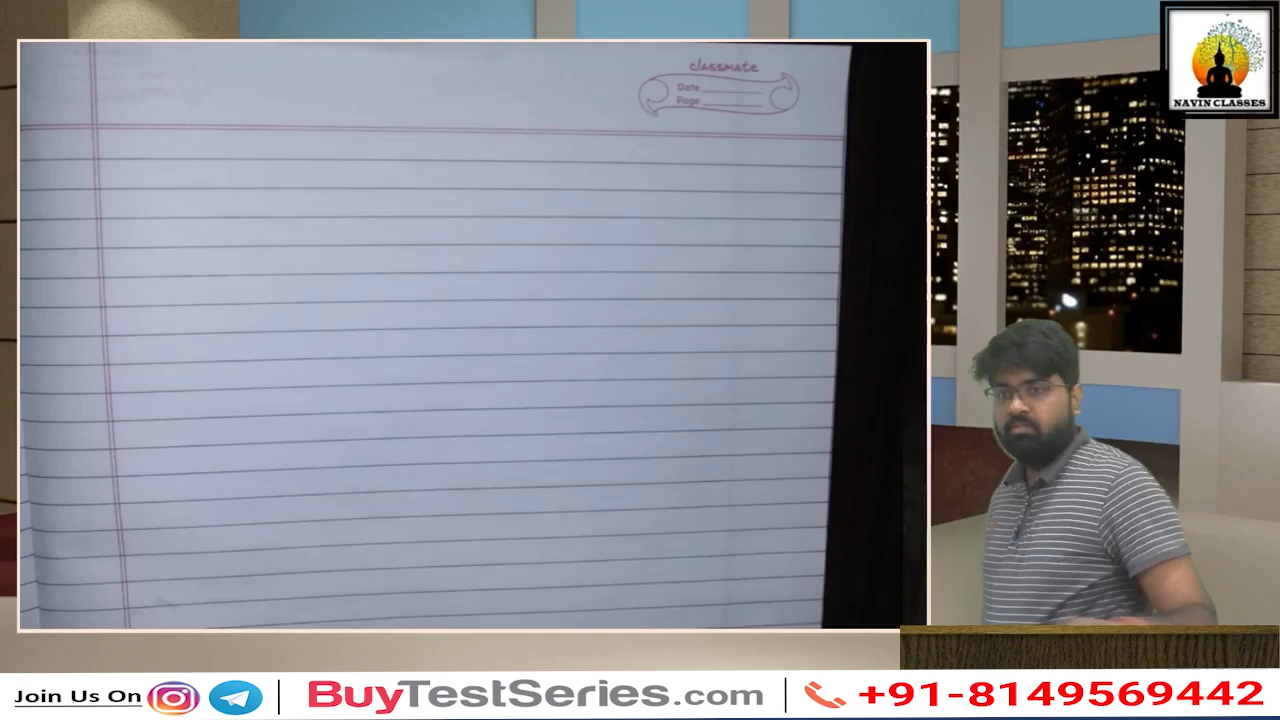 classmate
Date
Page
NAVIN CLASSES
Join Us On BuyTestSeries.com +91-8149569442